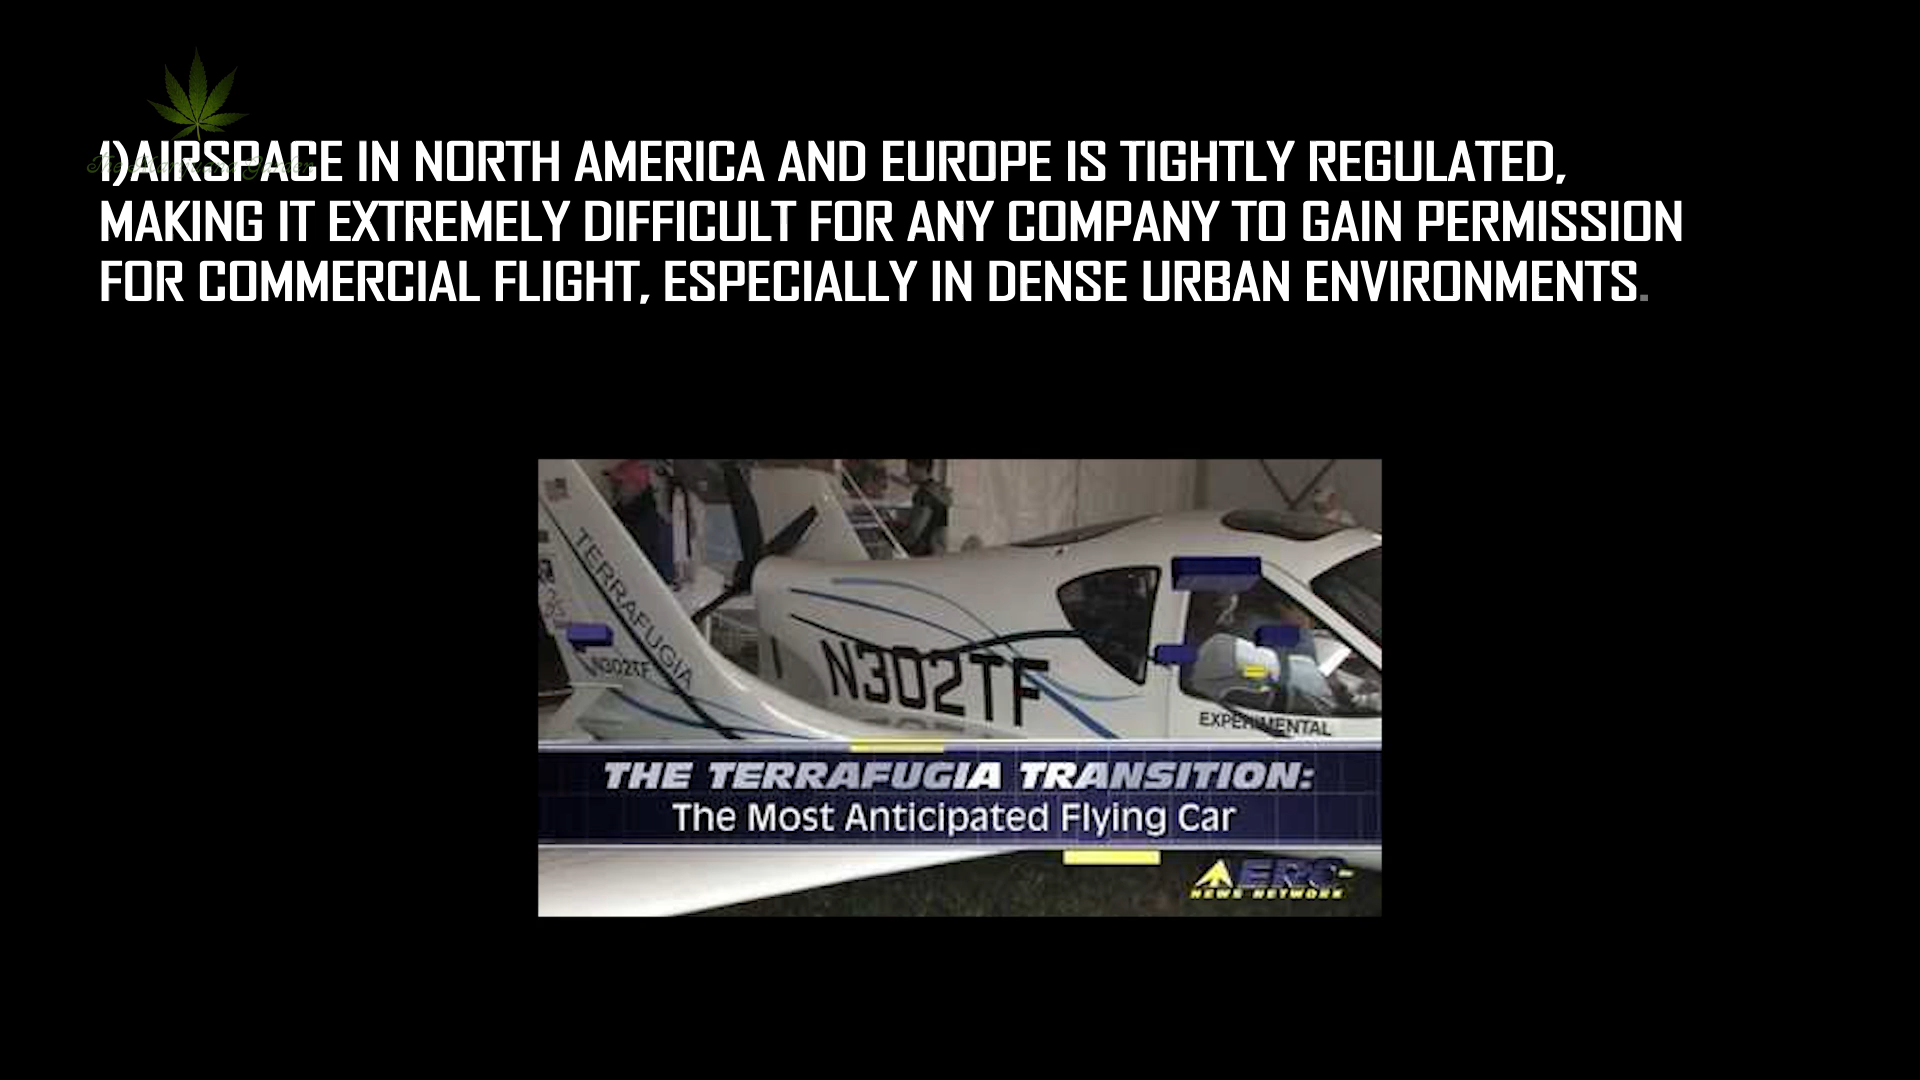 1)AIRSPACE IN NORTH AMERICA AND EUROPE IS TIGHTLY REGULATED,
MAKING IT EXTREMELY DIFFICULT FOR ANY COMPANY TO GAIN PERMISSION
FOR COMMERCIAL FLIGHT, ESPECIALLY IN DENSE URBAN ENVIRONMENTS.
TERRAFUGIA
N302TF
N302TF
EXPERIMENTAL
THE TERRAFUGIA TRANSITION:
The Most Anticipated Flying Car
AERO-
NEWS NETWORK